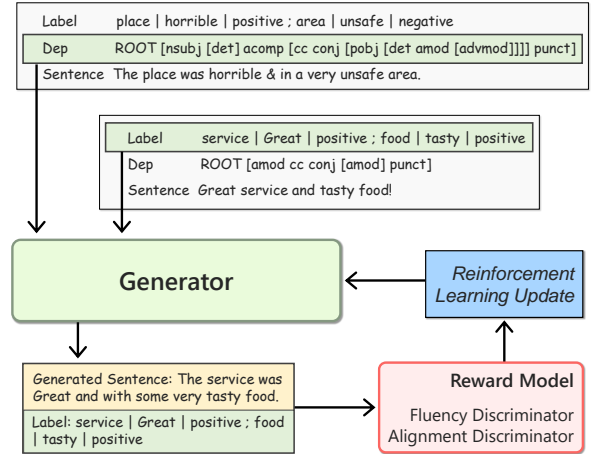 Label place | horrible | positive ; area | unsafe | negative
Dep ROOT [nsubj [det] acomp [cc conj [pobj [det amod [advmod]]]] punct]
Sentence The place was horrible & in a very unsafe area.
Label service | Great | positive ; food | tasty | positive
Dep ROOT [amod cc conj [amod] punct]
Sentence Great service and tasty food!
Generator
Reinforcement
Learning Update
Generated Sentence: The service was
Great and with some very tasty food.
Label: service | Great | positive ; food
| tasty | positive
Reward Model
Fluency Discriminator
Alignment Discriminator